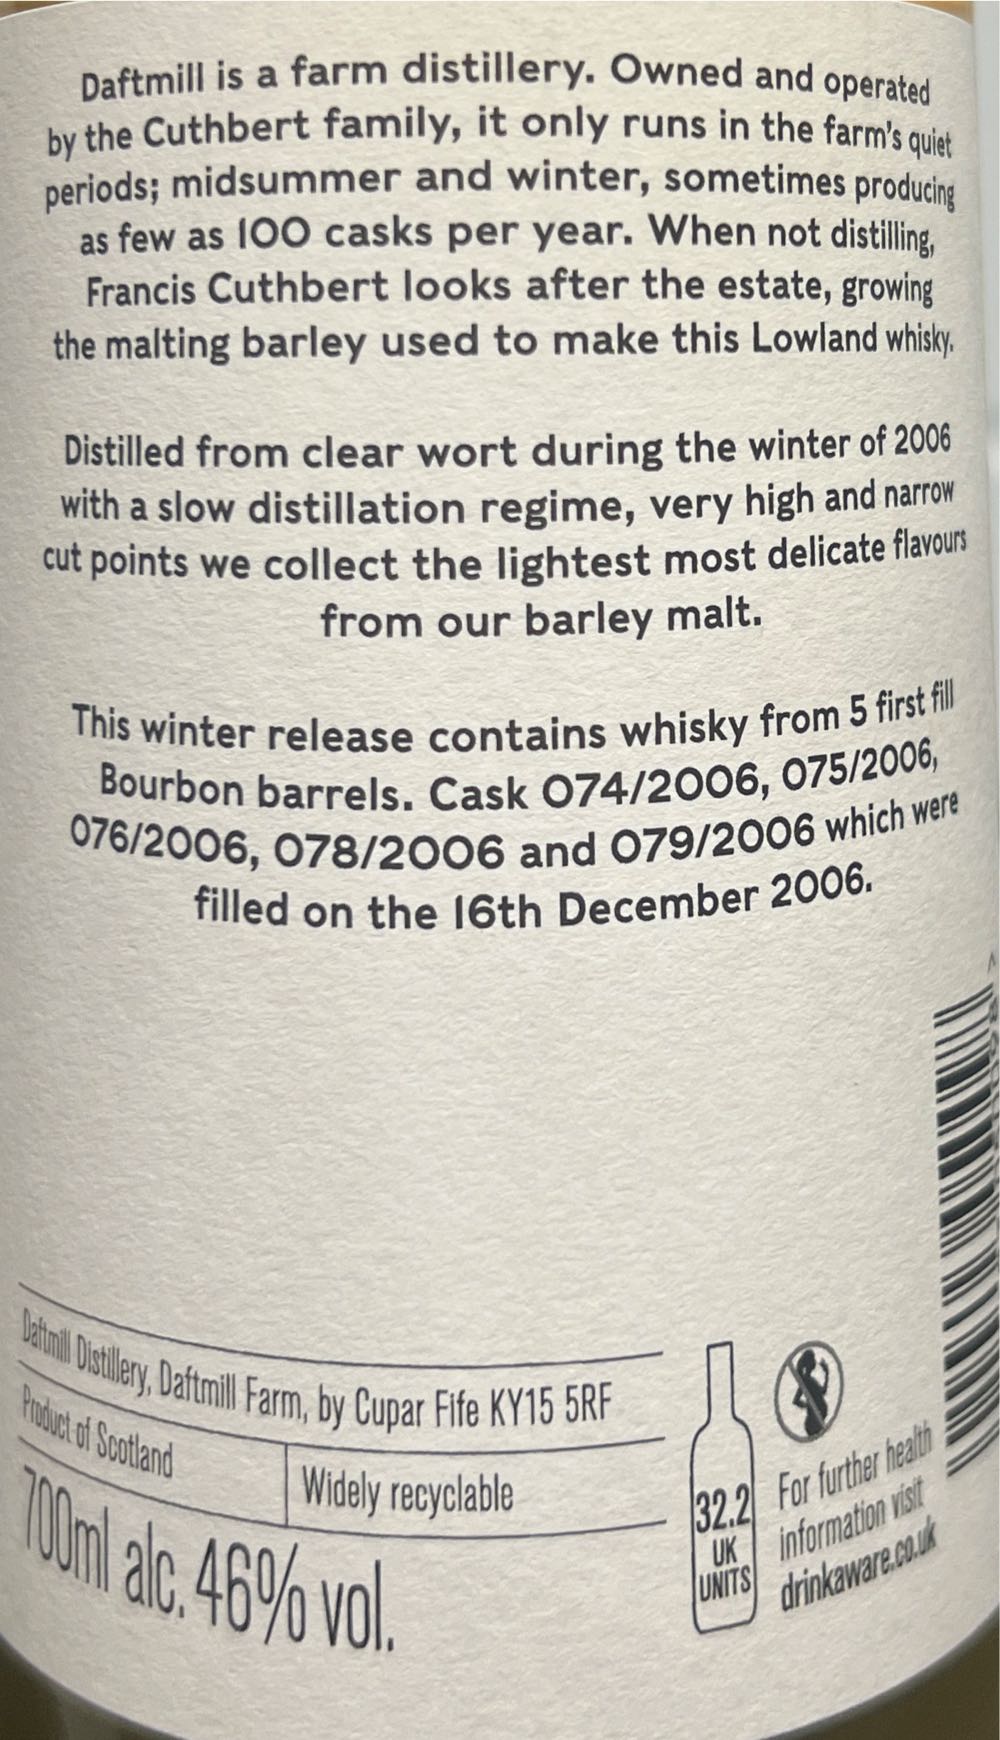 Daftmill is a farm distillery. Owned and operated
by the Cuthbert family, it only runs in the farm's quiet
periods; midsummer and winter, sometimes producing
as few as 100 casks per year. When not distilling,
Francis Cuthbert looks after the estate, growing
the malting barley used to make this Lowland whisky.
Distilled from clear wort during the winter of 2006
with a slow distillation regime, very high and narrow
cut points we collect the lightest most delicate flavours
from our barley malt.
This winter release contains whisky from 5 first fill
Bourbon barrels. Cask 074/2006, 075/2006,
076/2006, 078/2006 and 079/2006 which were
filled on the 16th December 2006.
Daftmill Distillery, Daftmill Farm, by Cupar Fife KY15 5RF
Product of Scotland
Widely recyclable
700ml alc. 46% vol.
32.2
UK
UNITS
For further health
information visit
drinkaware.co.uk